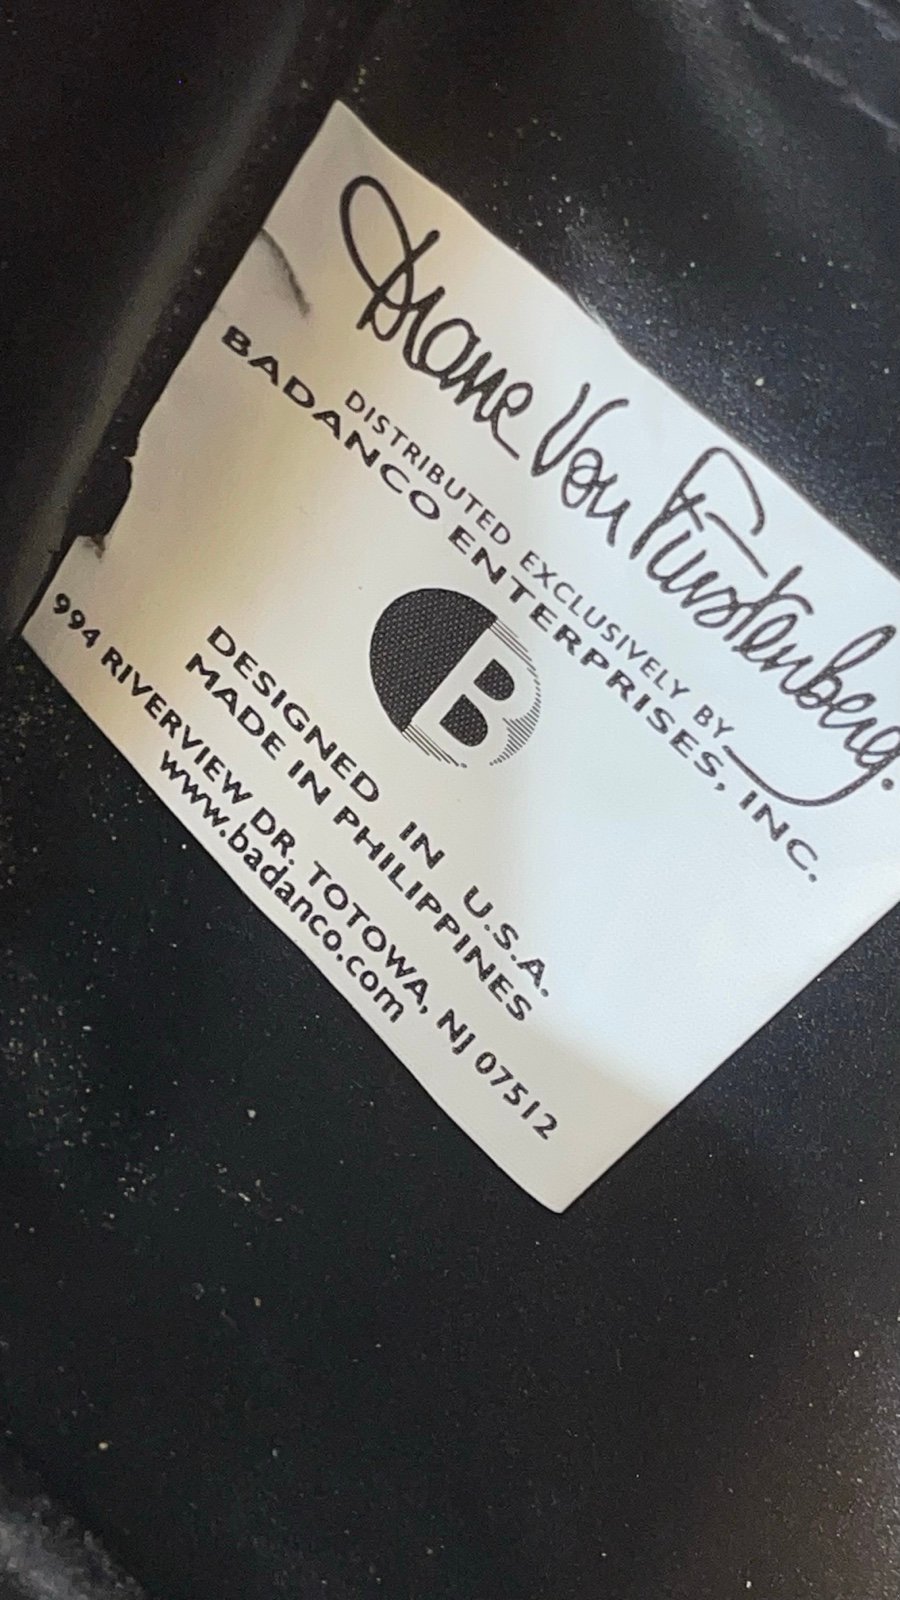 Diane Von Furstenberg.
DISTRIBUTED EXCLUSIVELY BY
BADANCO ENTERPRISES, INC.
B
DESIGNED IN U.S.A.
MADE IN PHILIPPINES
994 RIVERVIEW DR. TOTOWA, NJ 07512
www.badanco.com